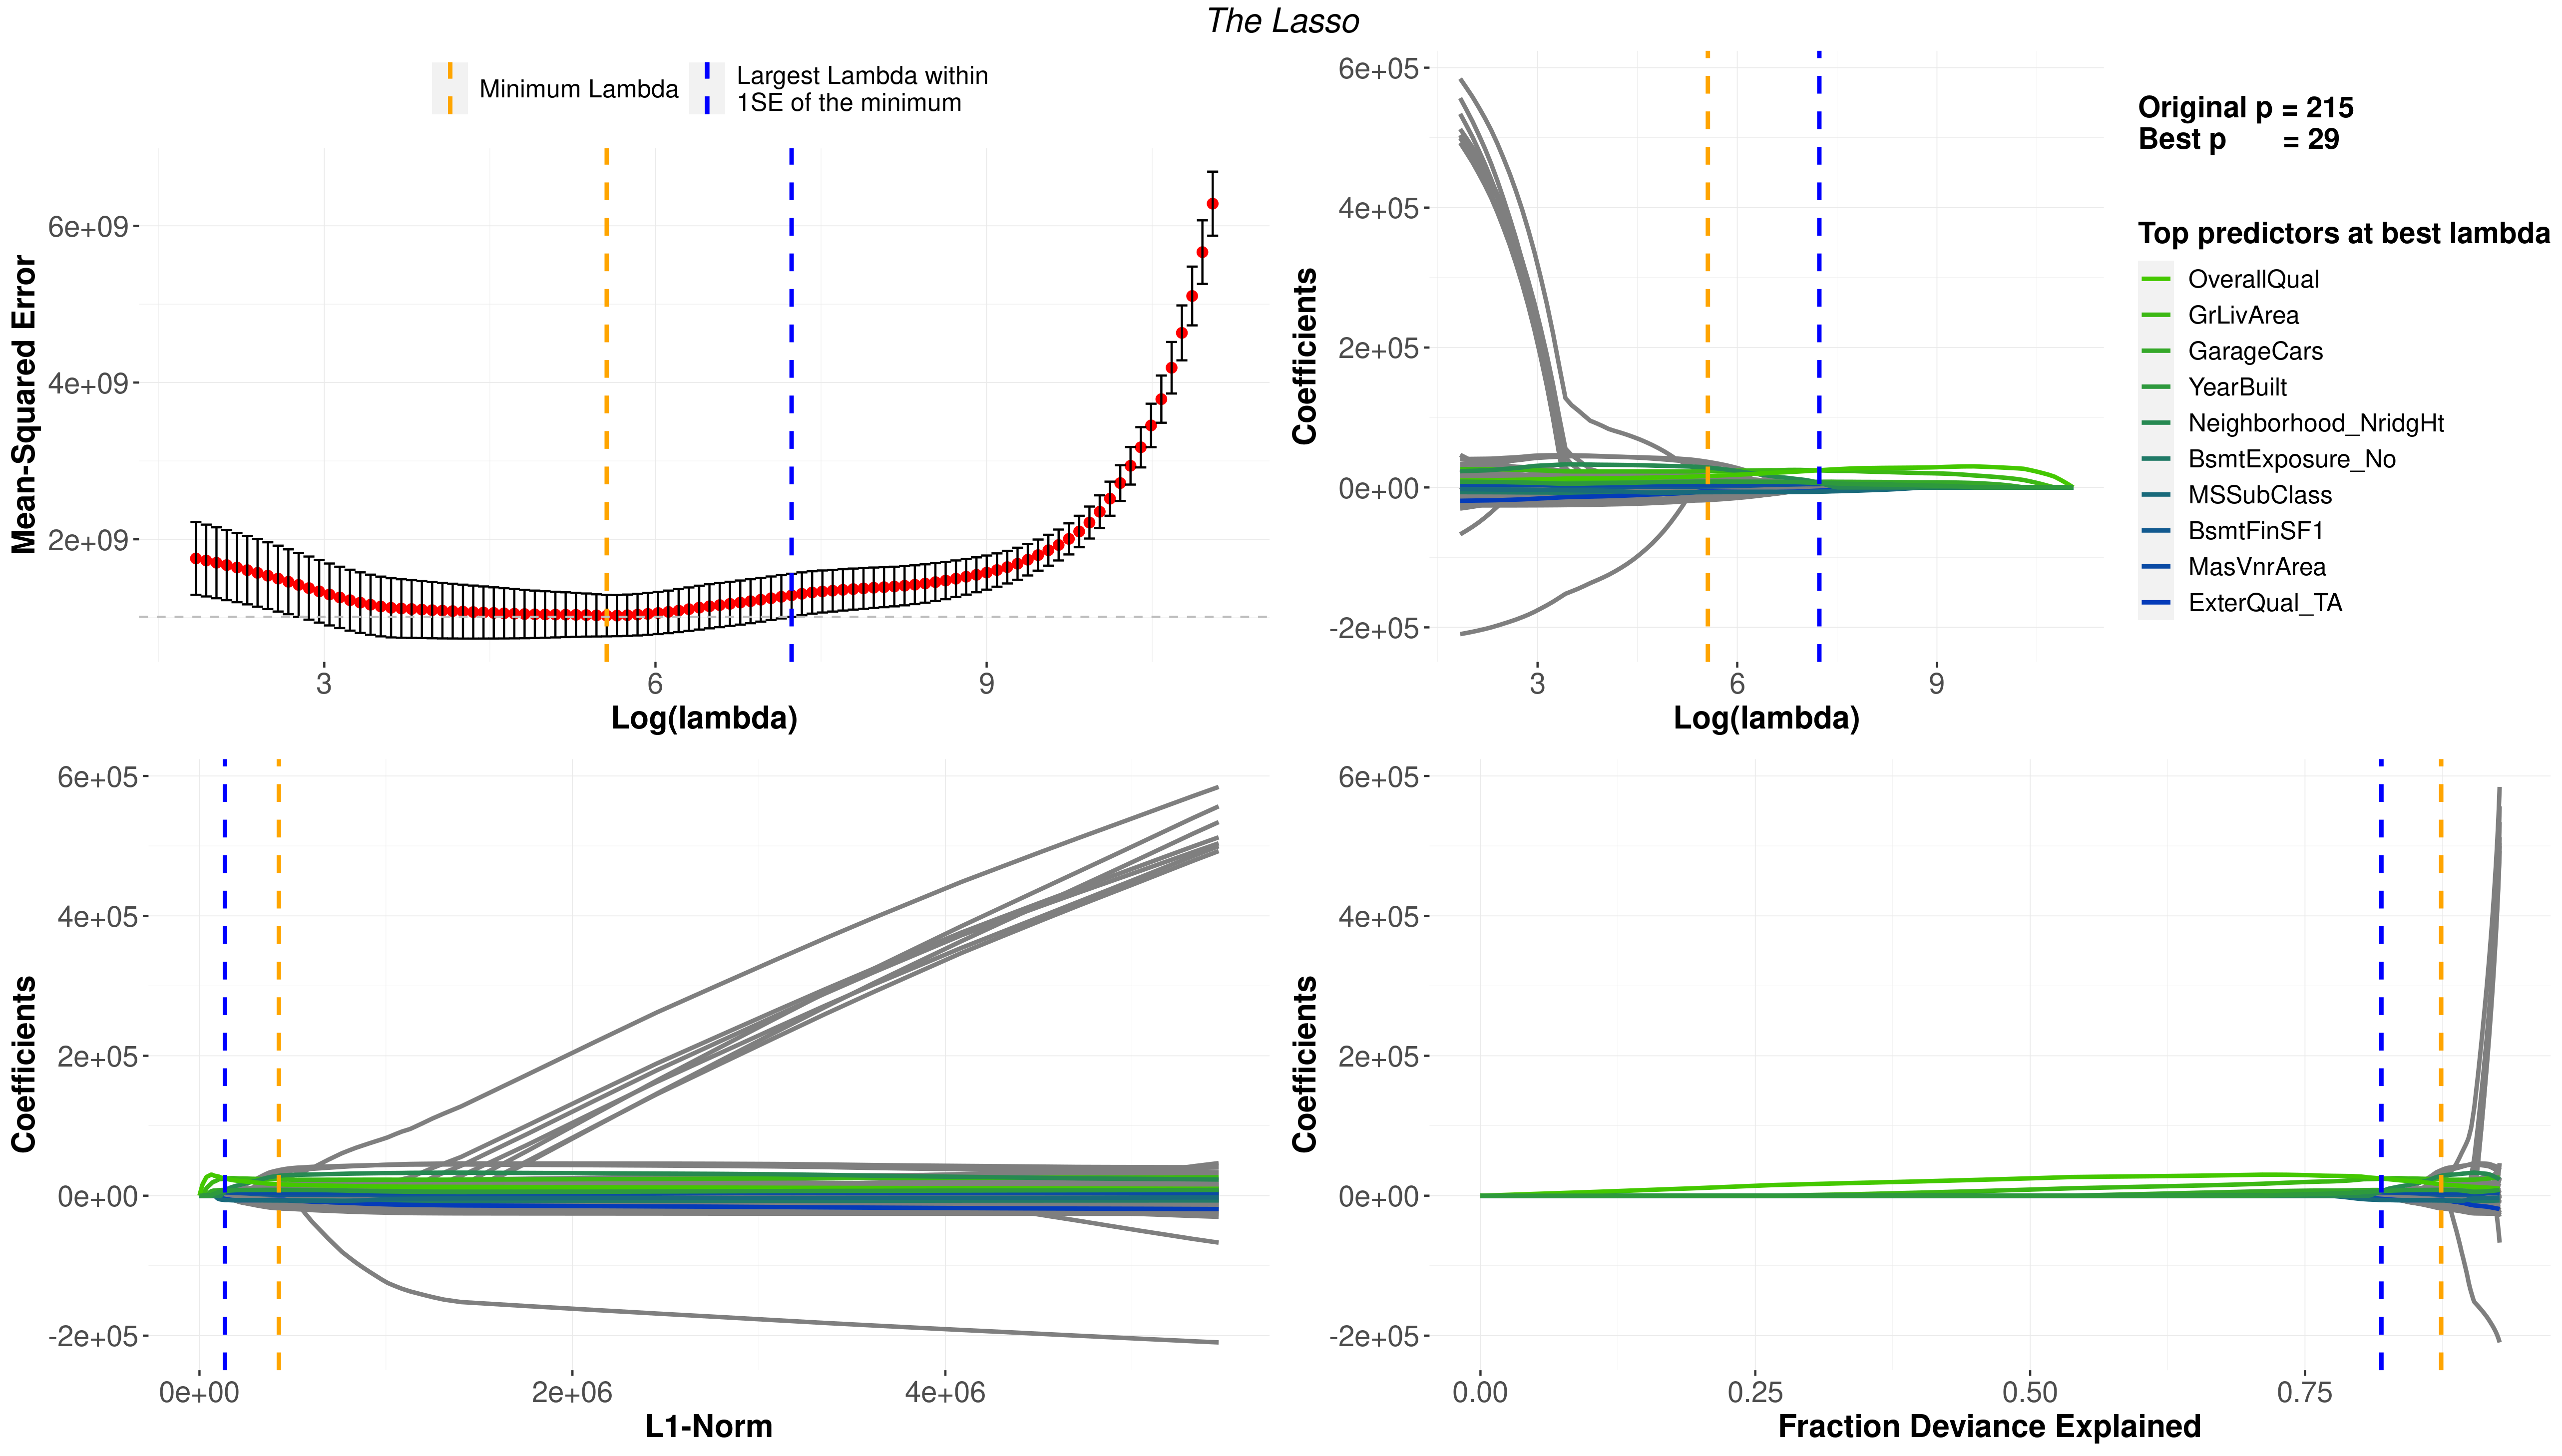 The Lasso
Minimum Lambda
Largest Lambda within
1SE of the minimum
Mean-Squared Error
6e+09
4e+09
2e+09
3
6
9
Log(lambda)
Coefficients
6e+05
4e+05
2e+05
0e+00
-2e+05
3
6
9
Log(lambda)
Original p = 215
Best p = 29
Top predictors at best lambda
OverallQual
GrLivArea
GarageCars
YearBuilt
Neighborhood_NridgHt
BsmtExposure_No
MSSubClass
BsmtFinSF1
MasVnrArea
ExterQual_TA
Coefficients
6e+05
4e+05
2e+05
0e+00
-2e+05
0e+00
2e+06
4e+06
L1-Norm
Coefficients
6e+05
4e+05
2e+05
0e+00
-2e+05
0.00
0.25
0.50
0.75
Fraction Deviance Explained